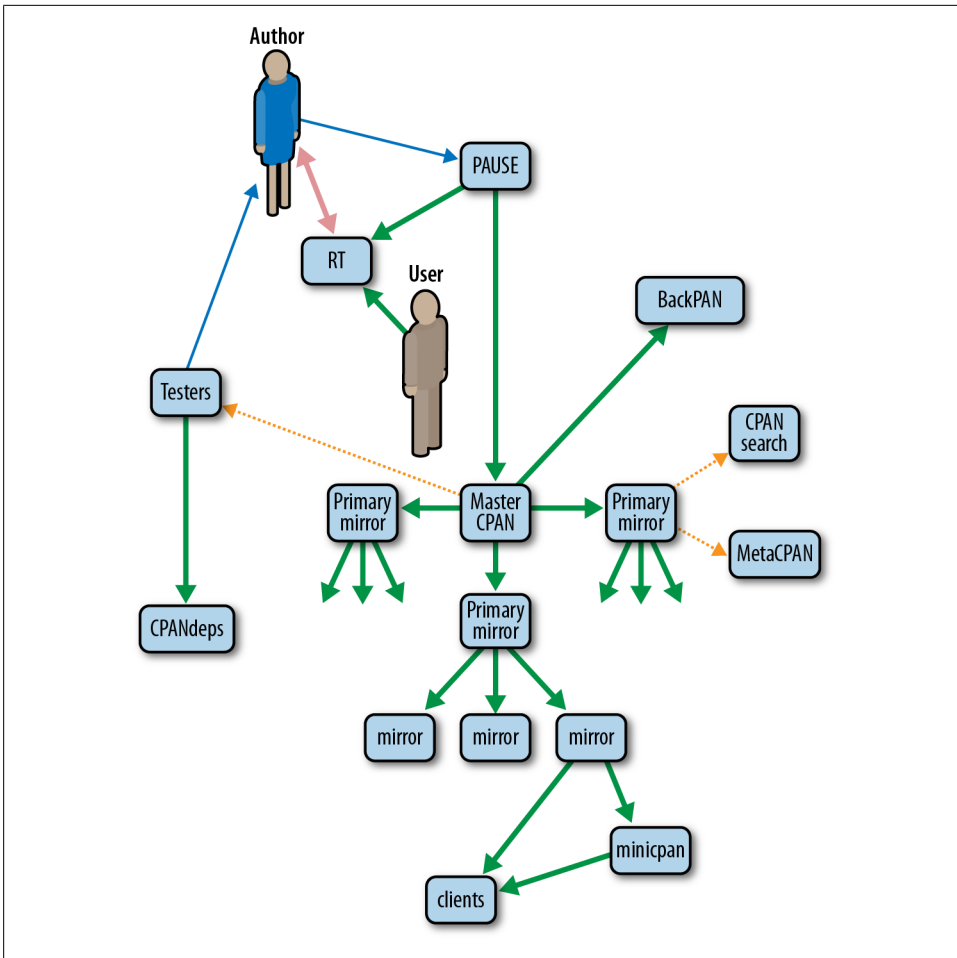 Author
PAUSE
RT
User
BackPAN
Testers
CPAN
search
Primary
mirror
Master
CPAN
Primary
mirror
MetaCPAN
CPANdeps
Primary
mirror
mirror
mirror
mirror
minicpan
clients